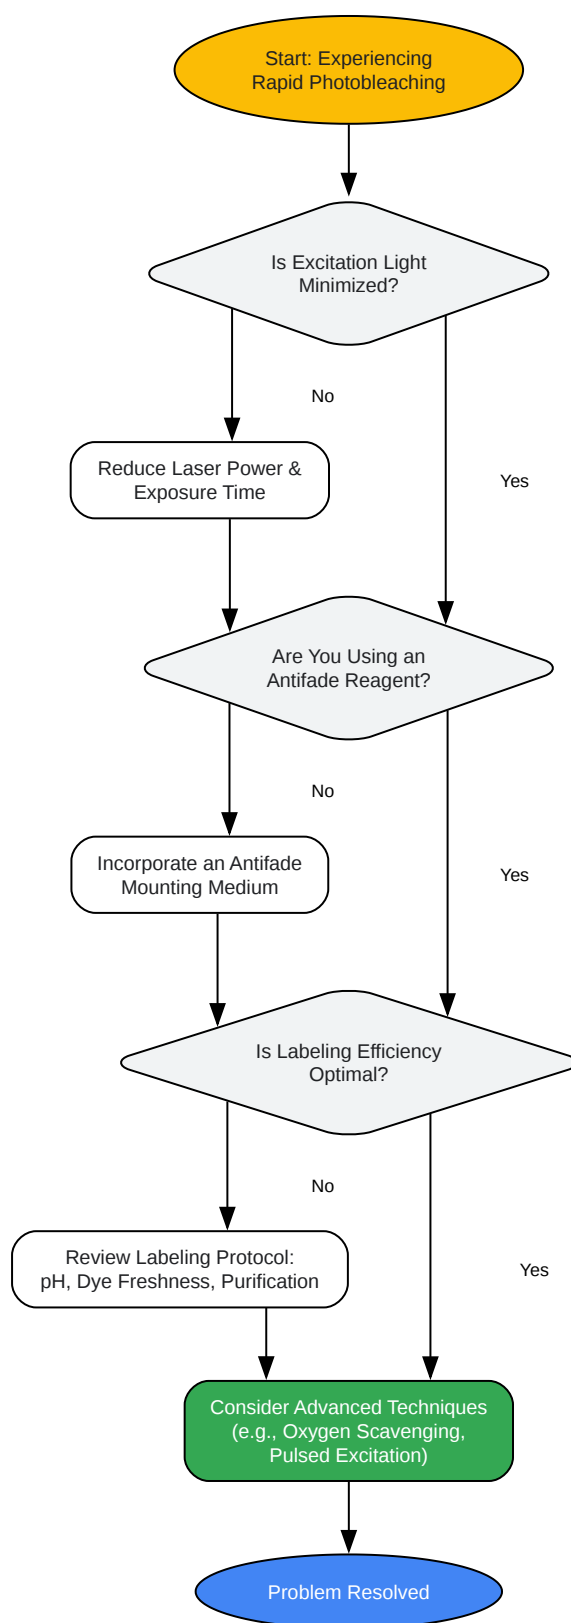 Start: Experiencing
Rapid Photobleaching
Is Excitation Light
Minimized?
No
Reduce Laser Power &
Exposure Time
Yes
Are You Using an
Antifade Reagent?
No
Incorporate an Antifade
Mounting Medium
Yes
Is Labeling Efficiency
Optimal?
No
Review Labeling Protocol:
pH, Dye Freshness, Purification
Yes
Consider Advanced Techniques
(e.g., Oxygen Scavenging,
Pulsed Excitation)
Problem Resolved